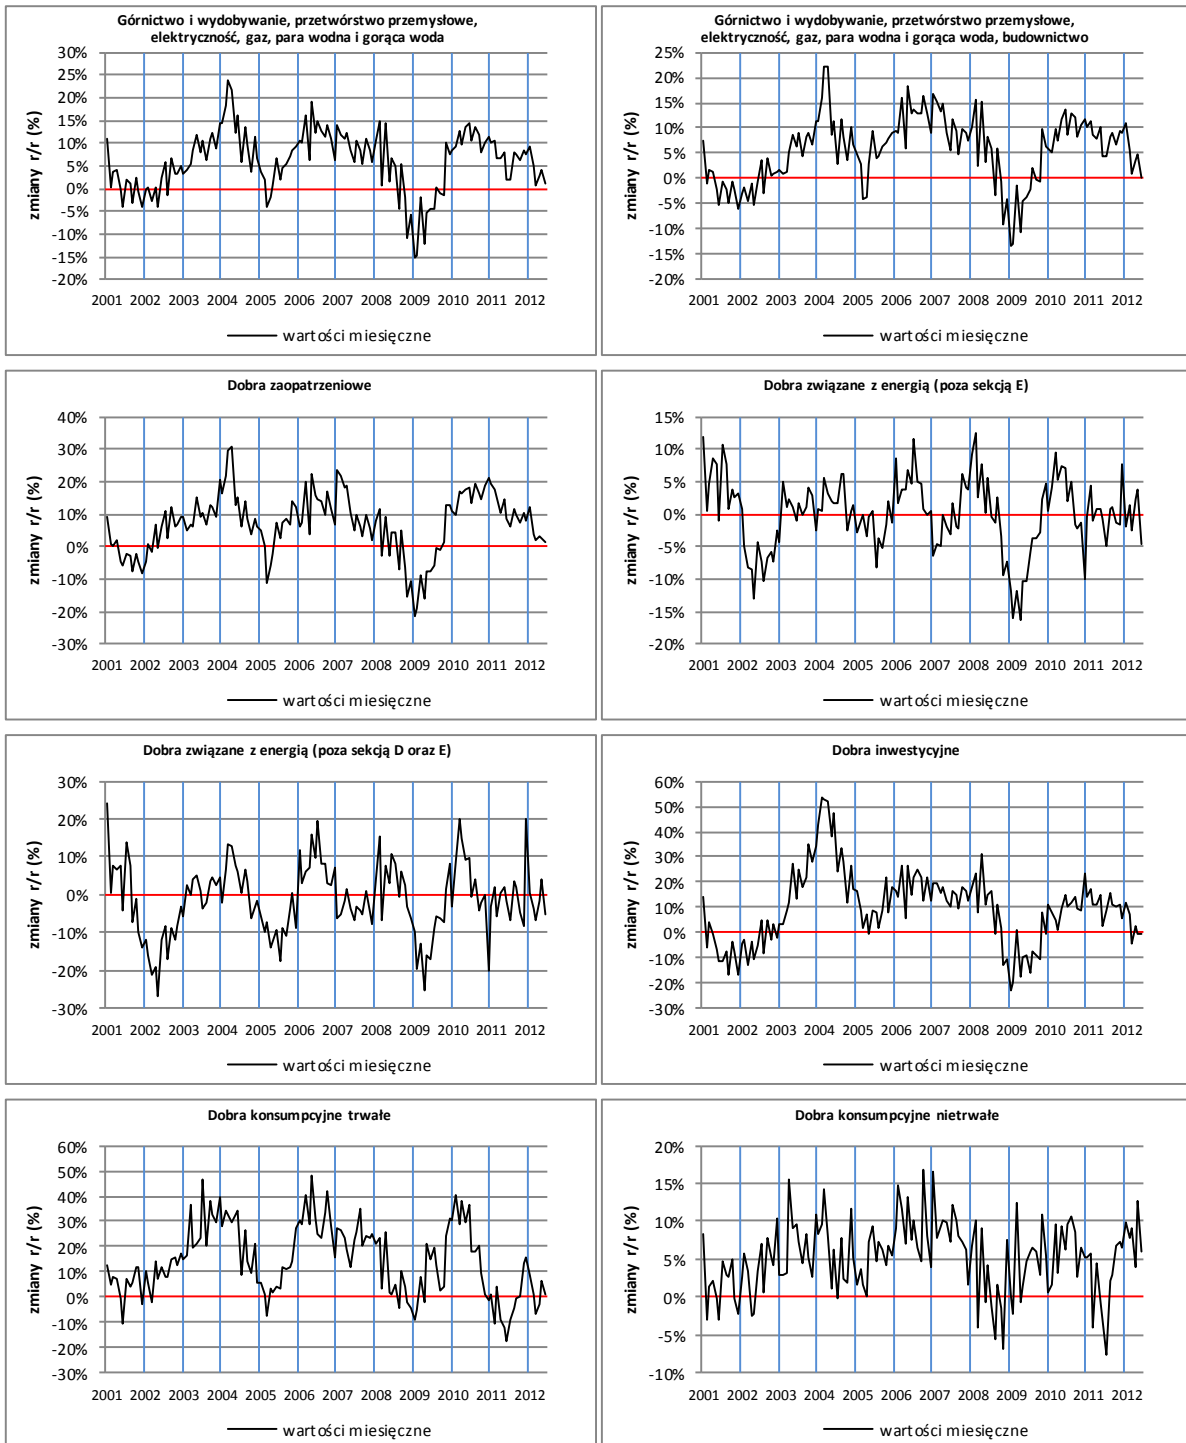 Górnictwo i wydobywanie, przetwórstwo przemysłowe,
elektryczność, gaz, para wodna i gorąca woda
zmiany r/r (%)
30%
25%
20%
15%
10%
5%
0%
-5%
-10%
-15%
-20%
2001 2002 2003 2004 2005 2006 2007 2008 2009 2010 2011 2012
wartości miesięczne
Górnictwo i wydobywanie, przetwórstwo przemysłowe,
elektryczność, gaz, para wodna i gorąca woda, budownictwo
zmiany r/r (%)
25%
20%
15%
10%
5%
0%
-5%
-10%
-15%
-20%
2001 2002 2003 2004 2005 2006 2007 2008 2009 2010 2011 2012
wartości miesięczne
Dobra zaopatrzeniowe
zmiany r/r (%)
40%
30%
20%
10%
0%
-10%
-20%
-30%
2001 2002 2003 2004 2005 2006 2007 2008 2009 2010 2011 2012
wartości miesięczne
Dobra związane z energią (poza sekcją E)
zmiany r/r (%)
15%
10%
5%
0%
-5%
-10%
-15%
-20%
2001 2002 2003 2004 2005 2006 2007 2008 2009 2010 2011 2012
wartości miesięczne
Dobra związane z energią (poza sekcją D oraz E)
zmiany r/r (%)
30%
20%
10%
0%
-10%
-20%
-30%
2001 2002 2003 2004 2005 2006 2007 2008 2009 2010 2011 2012
wartości miesięczne
Dobra inwestycyjne
zmiany r/r (%)
60%
50%
40%
30%
20%
10%
0%
-10%
-20%
-30%
2001 2002 2003 2004 2005 2006 2007 2008 2009 2010 2011 2012
wartości miesięczne
Dobra konsumpcyjne trwałe
zmiany r/r (%)
60%
50%
40%
30%
20%
10%
0%
-10%
-20%
-30%
2001 2002 2003 2004 2005 2006 2007 2008 2009 2010 2011 2012
wartości miesięczne
Dobra konsumpcyjne nietrwałe
zmiany r/r (%)
20%
15%
10%
5%
0%
-5%
-10%
2001 2002 2003 2004 2005 2006 2007 2008 2009 2010 2011 2012
wartości miesięczne